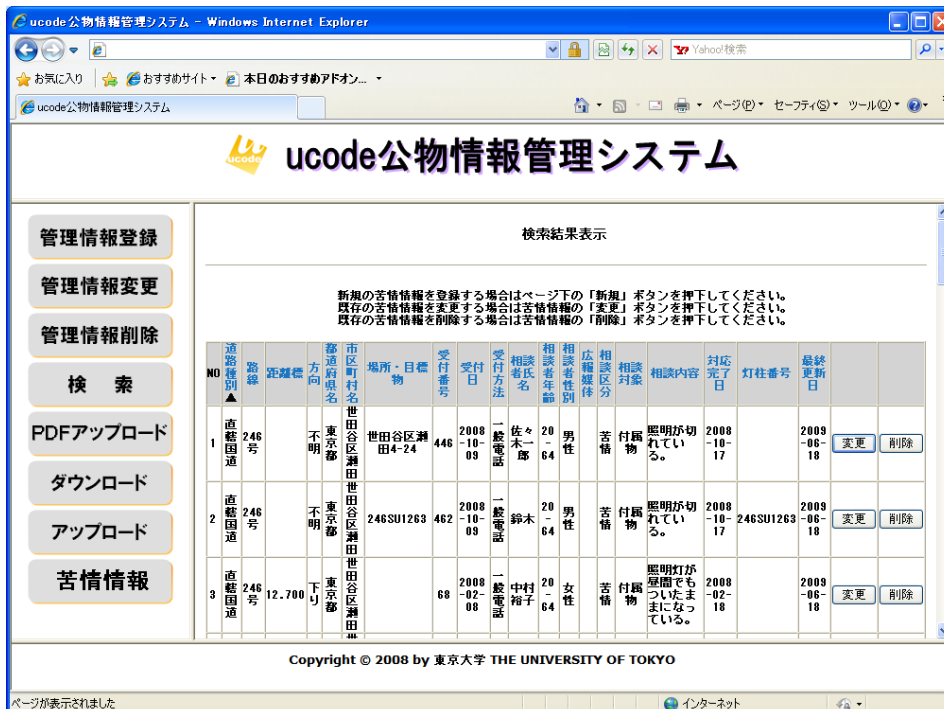 ucode公物情報管理システム - Windows Internet Explorer
Yahoo!検索
お気に入り おすすめサイト 本日のおすすめアドオン...
ucode公物情報管理システム
ページ(P) セーフティ(S) ツール(O)
ucode
ucode公物情報管理システム
管理情報登録
管理情報変更
管理情報削除
検 索
PDFアップロード
ダウンロード
アップロード
苦情情報
検索結果表示
新規の苦情情報を登録する場合はページ下の「新規」ボタンを押下してください。
既存の苦情情報を変更する場合は苦情情報の「変更」ボタンを押下してください。
既存の苦情情報を削除する場合は苦情情報の「削除」ボタンを押下してください。
NO 道路種別▲ 路線 距離標 方向 都道府県名 市区町村名 場所・目標物 受付番号 受付日 受付方法 相談者氏名 相談者年齢 相談者性別 広報媒体 相談区分 相談対象 相談内容 対応完了日 灯柱番号 最終更新日
1 直轄国道 246号 不明 東京都 世田谷区瀬田 世田谷区瀬田4-24 446 2008-10-09 一般電話 佐々木一郎 20-64 男性 苦情 付属物 照明が切れている。 2008-10-17 2009-06-18 変更 削除
2 直轄国道 246号 不明 東京都 世田谷区瀬田 246SU1263 462 2008-10-09 一般電話 鈴木 20-64 男性 苦情 付属物 照明が切れている。 2008-10-17 246SU1263 2009-06-18 変更 削除
3 直轄国道 246号 12.700 下り 東京都 世田谷区瀬田 68 2008-02-08 一般電話 中村裕子 20-64 女性 苦情 付属物 照明灯が昼間でもついたままになっている。 2008-02-18 2009-06-18 変更 削除
Copyright © 2008 by 東京大学 THE UNIVERSITY OF TOKYO
ページが表示されました
インターネット